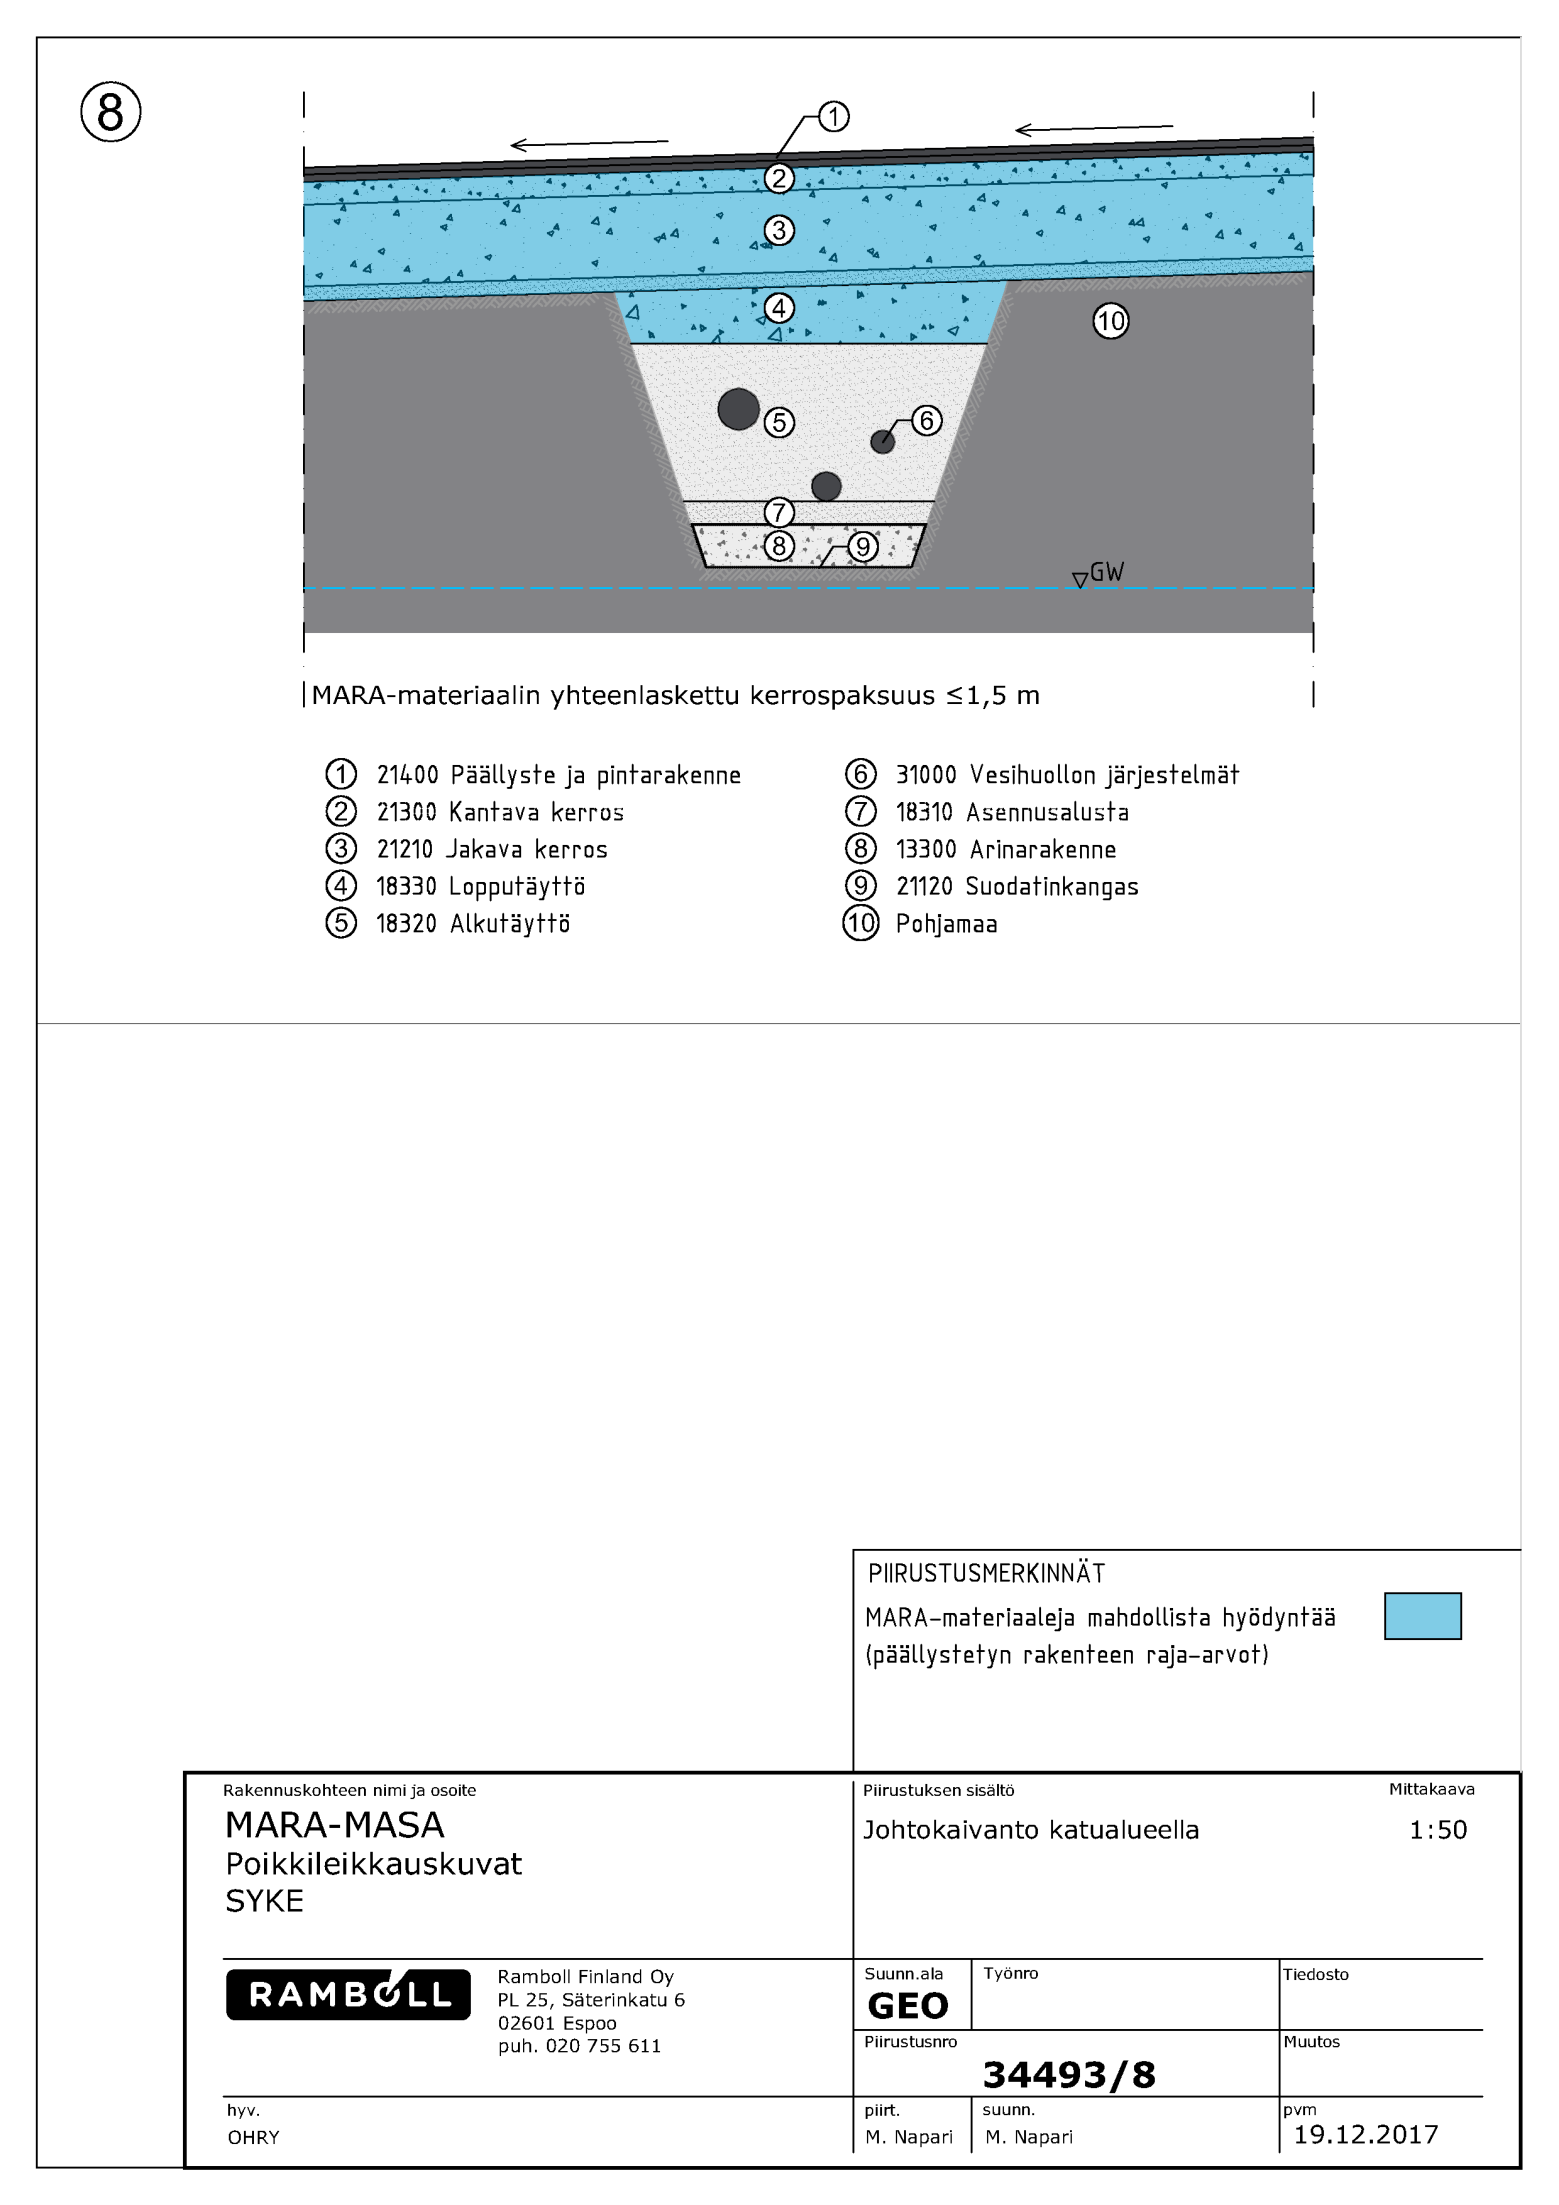 8
1
2
3
4
10
5
6
7
8
9
GW
MARA-materiaalin yhteenlaskettu kerrospaksuus ≤1,5 m
1 21400 Päällyste ja pintarakenne
2 21300 Kantava kerros
3 21210 Jakava kerros
4 18330 Lopputäyttö
5 18320 Alkutäyttö
6 31000 Vesihuollon järjestelmät
7 18310 Asennusalusta
8 13300 Arinarakenne
9 21120 Suodatinkangas
10 Pohjamaa
PIIRUSTUSMERKINNÄT
MARA-materiaaleja mahdollista hyödyntää
(päällystetyn rakenteen raja-arvot)
Rakennuskohteen nimi ja osoite
MARA-MASA
Poikkileikkauskuvat
SYKE
Piirustuksen sisältö
Johtokaivanto katualueella
Mittakaava
1:50
RAMBOLL
Ramboll Finland Oy
PL 25, Säterinkatu 6
02601 Espoo
puh. 020 755 611
Suunn.ala
GEO
Työnro
Tiedosto
Piirustusnro
34493/8
Muutos
hyv.
OHRY
piirt.
M. Napari
suunn.
M. Napari
pvm
19.12.2017